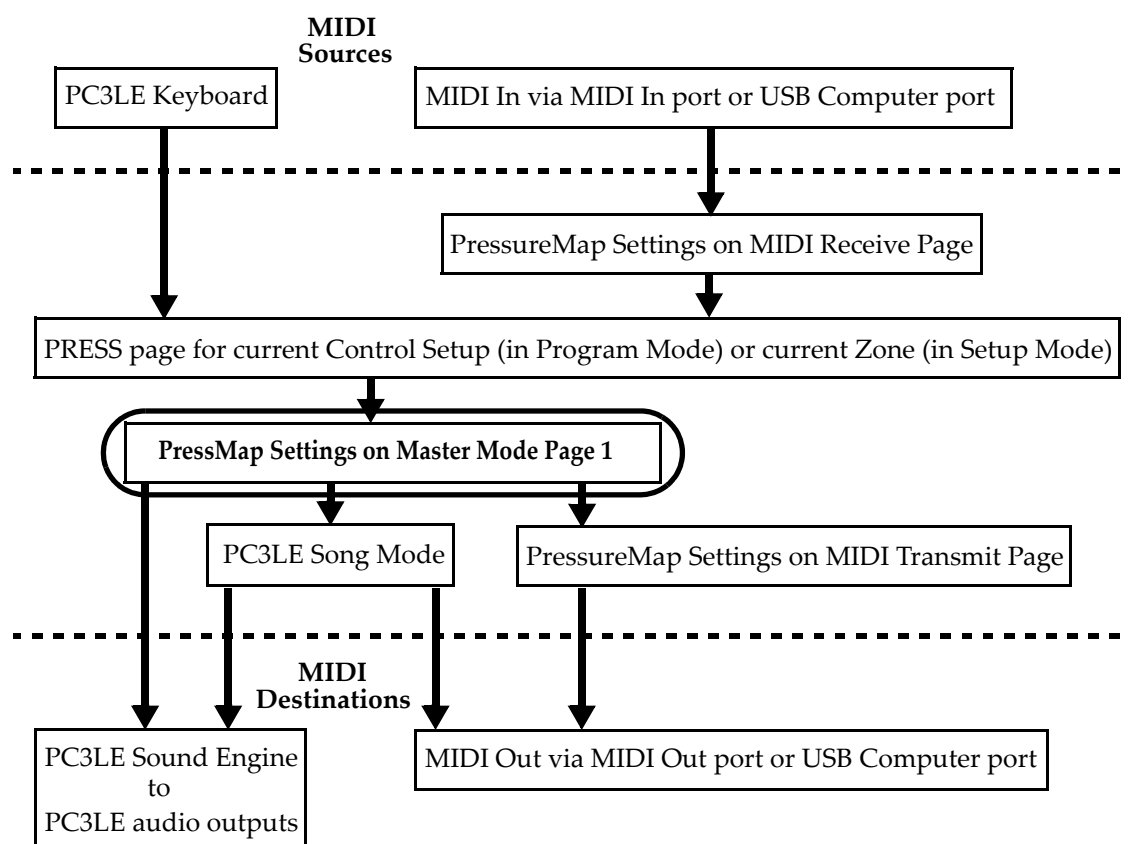 MIDI
Sources
PC3LE Keyboard
MIDI In via MIDI In port or USB Computer port
PressureMap Settings on MIDI Receive Page
PRESS page for current Control Setup (in Program Mode) or current Zone (in Setup Mode)
PressMap Settings on Master Mode Page 1
PC3LE Song Mode
PressureMap Settings on MIDI Transmit Page
MIDI
Destinations
PC3LE Sound Engine
to
PC3LE audio outputs
MIDI Out via MIDI Out port or USB Computer port